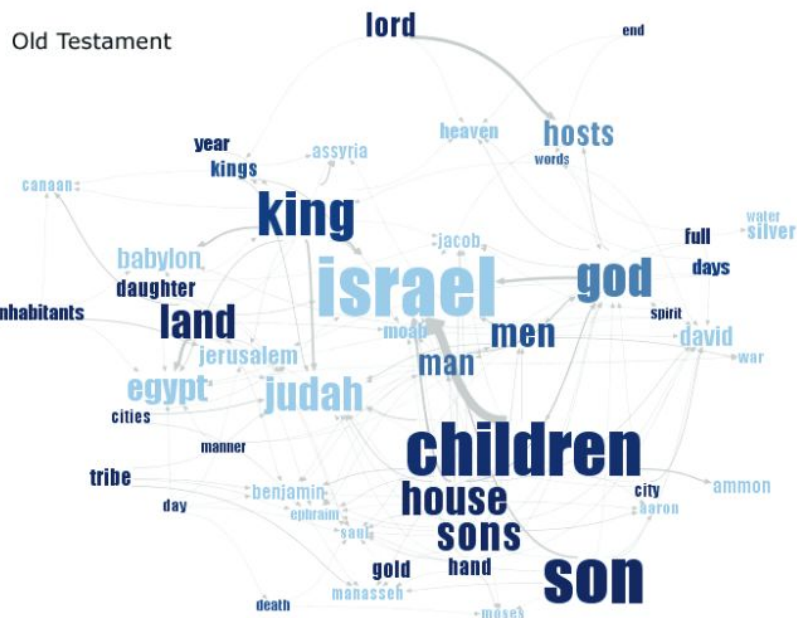 Old Testament
lord
end
hosts
heaven
words
year
assyria
kings
canaan
king
water
silver
full
jacob
babylon
israel
god
days
daughter
inhabitants
land
spirit
moab
men
david
jerusalem
man
war
egypt
judah
cities
children
manner
tribe
benjamin
house
city
ammon
day
ephraim
aaron
saul
sons
gold
hand
son
manasseh
death
moses